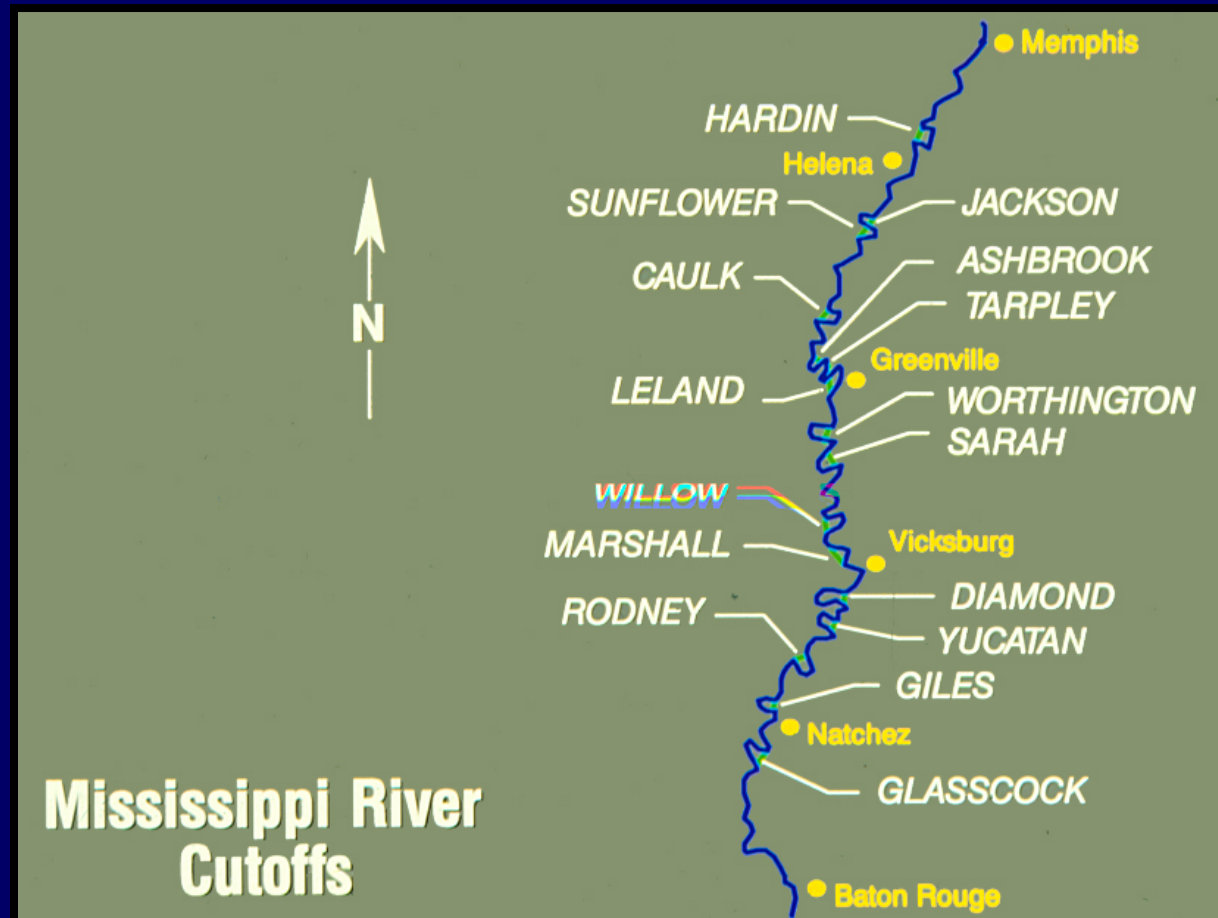 Memphis
HARDIN
Helena
SUNFLOWER
JACKSON
ASHBROOK
CAULK
TARPLEY
N
Greenville
LELAND
WORTHINGTON
SARAH
WILLOW
Vicksburg
MARSHALL
DIAMOND
RODNEY
YUCATAN
GILES
Natchez
GLASSCOCK
Mississippi River
Cutoffs
Baton Rouge